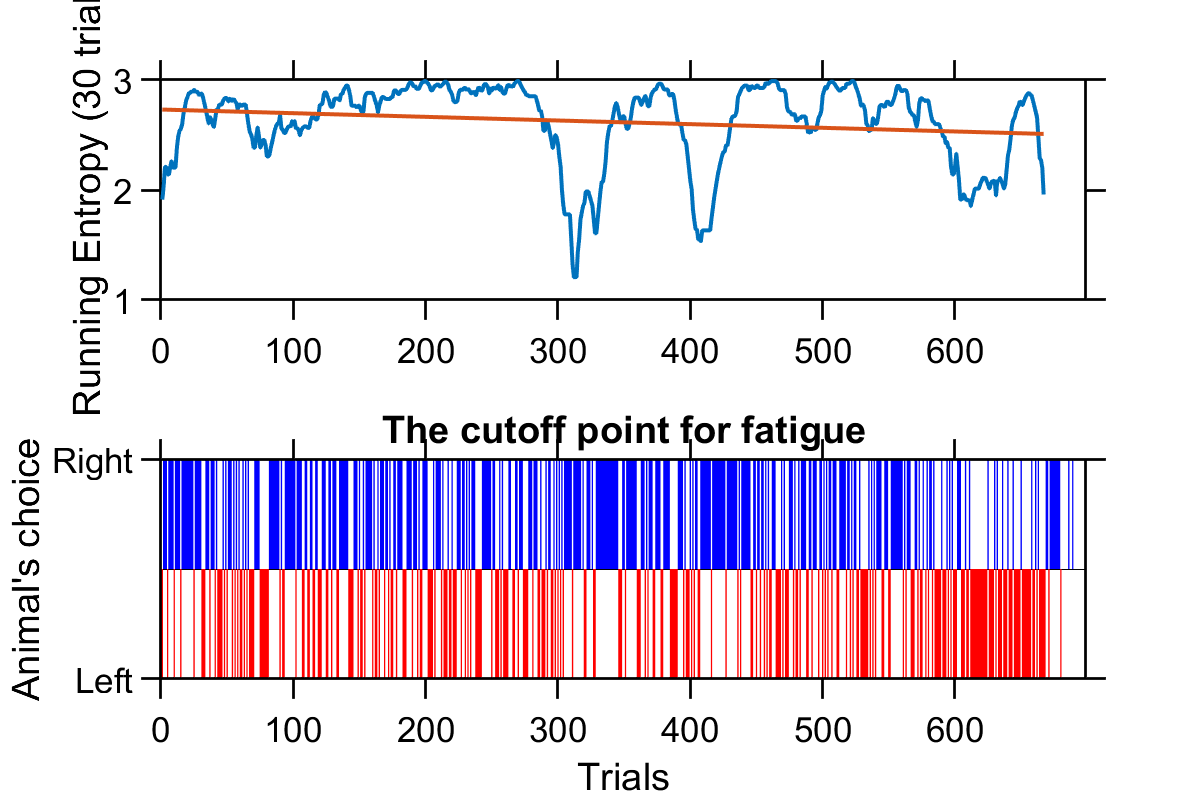 Running Entropy (30 trial
3
2
1
0 100 200 300 400 500 600
The cutoff point for fatigue
Animal's choice
Right
Left
0 100 200 300 400 500 600
Trials